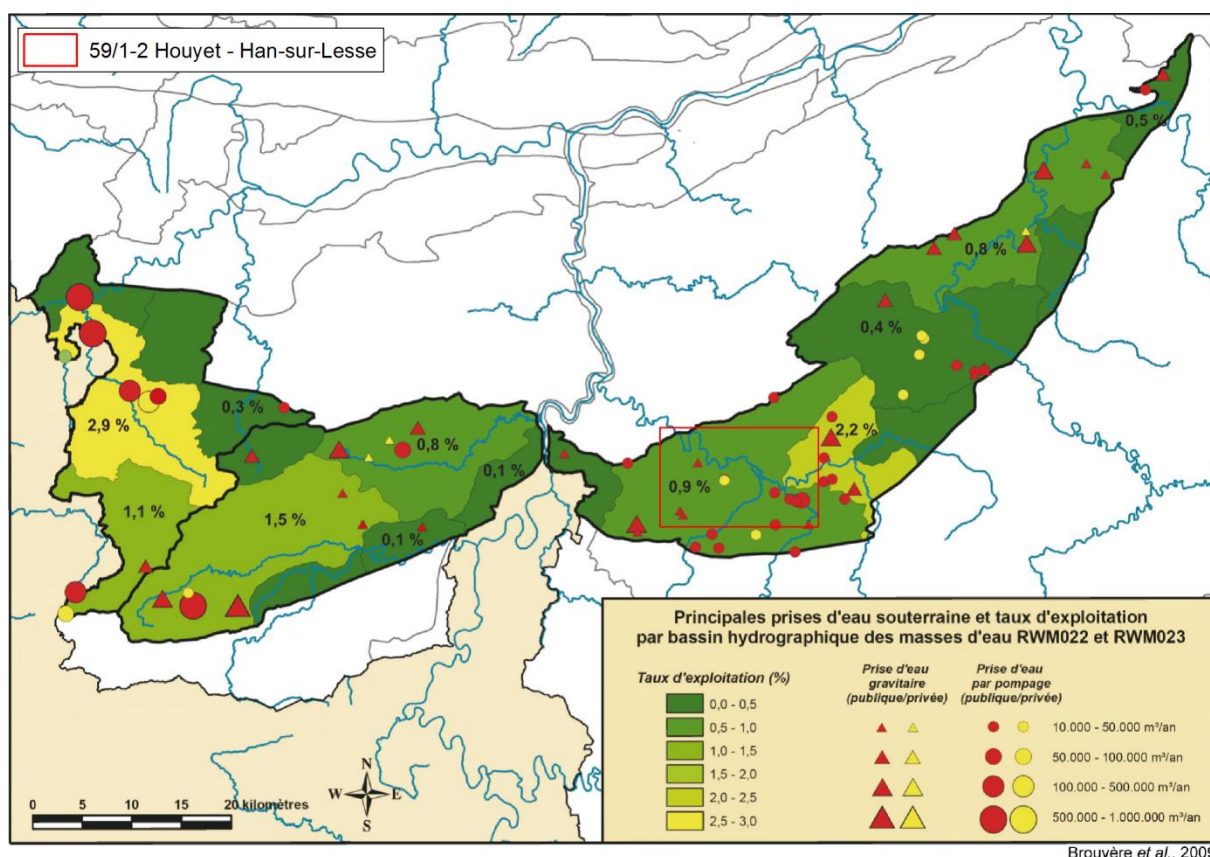 59/1-2 Houyet - Han-sur-Lesse
0,5 %
0,8 %
0,4 %
0,3 %
2,9 %
2,2 %
0,8 %
0,1 %
0,9 %
1,1 %
1,5 %
0,1 %
Principales prises d'eau souterraine et taux d'exploitation
par bassin hydrographique des masses d'eau RWM022 et RWM023
Taux d'exploitation (%)
0,0 - 0,5
0,5 - 1,0
1,0 - 1,5
1,5 - 2,0
2,0 - 2,5
2,5 - 3,0
Prise d'eau
gravitaire
(publique/privée)
Prise d'eau
par pompage
(publique/privée)
10.000 - 50.000 m³/an
50.000 - 100.000 m³/an
100.000 - 500.000 m³/an
500.000 - 1.000.000 m³/an
N
W E
S
0 5 10 15 20 kilomètres
Brouyère et al., 2009